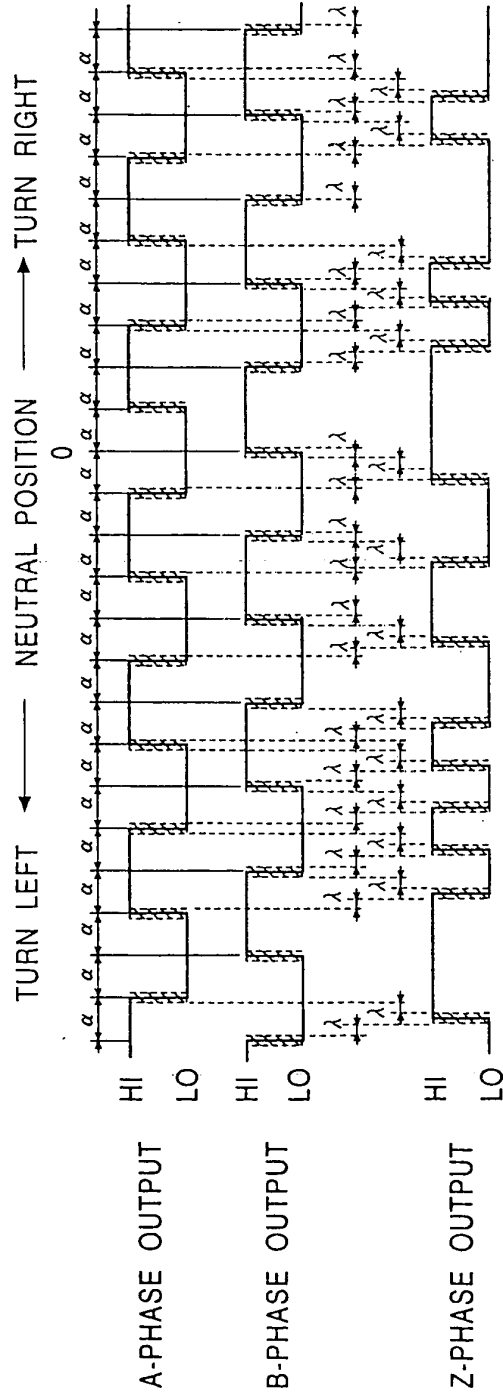 TURN LEFT ← NEUTRAL POSITION → TURN RIGHT
0
α α α α α α α α α α α α α α α α α α α α α α α α
A-PHASE OUTPUT
HI
LO
B-PHASE OUTPUT
HI
LO
λ λ λ λ λ λ λ λ λ λ λ λ λ λ λ λ
λ λ λ λ λ λ λ λ λ λ λ λ λ λ
Z-PHASE OUTPUT
HI
LO